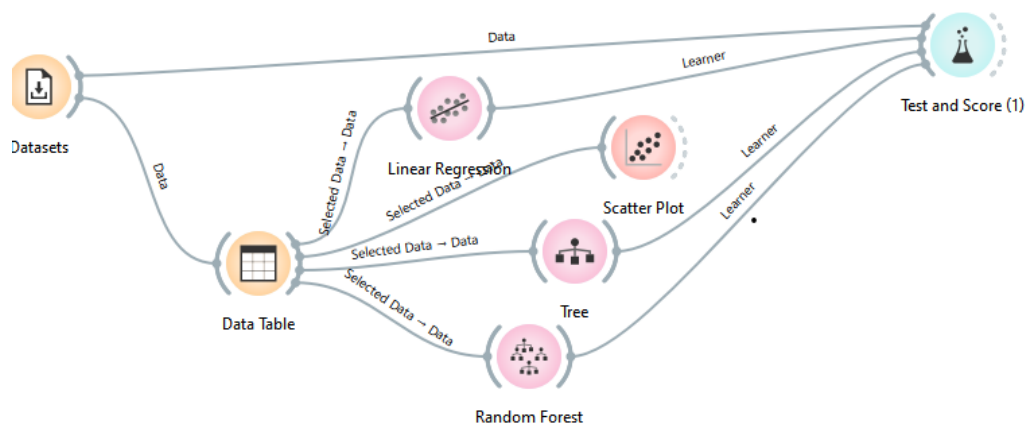 Data
Test and Score (1)
Datasets
Learner
Linear Regression
Selected Data → Data
Data
Selected Data → Data
Scatter Plot
Learner
Selected Data → Data
Tree
Learner
Data Table
Selected Data → Data
Random Forest